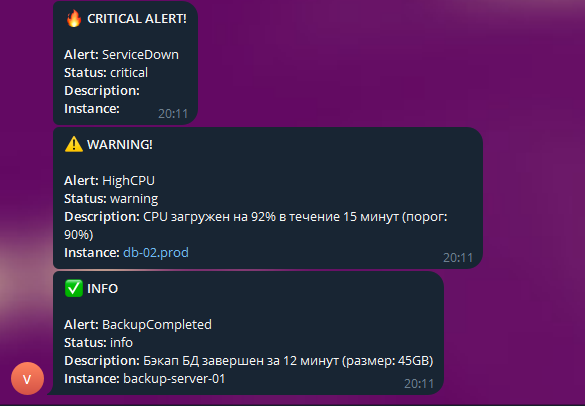 🔥 CRITICAL ALERT!
Alert: ServiceDown
Status: critical
Description:
Instance:
20:11
⚠️ WARNING!
Alert: HighCPU
Status: warning
Description: CPU загружен на 92% в течение 15 минут (порог:
90%)
Instance: db-02.prod
20:11
✅ INFO
Alert: BackupCompleted
Status: info
Description: Бэкап БД завершен за 12 минут (размер: 45GB)
Instance: backup-server-01
20:11
V